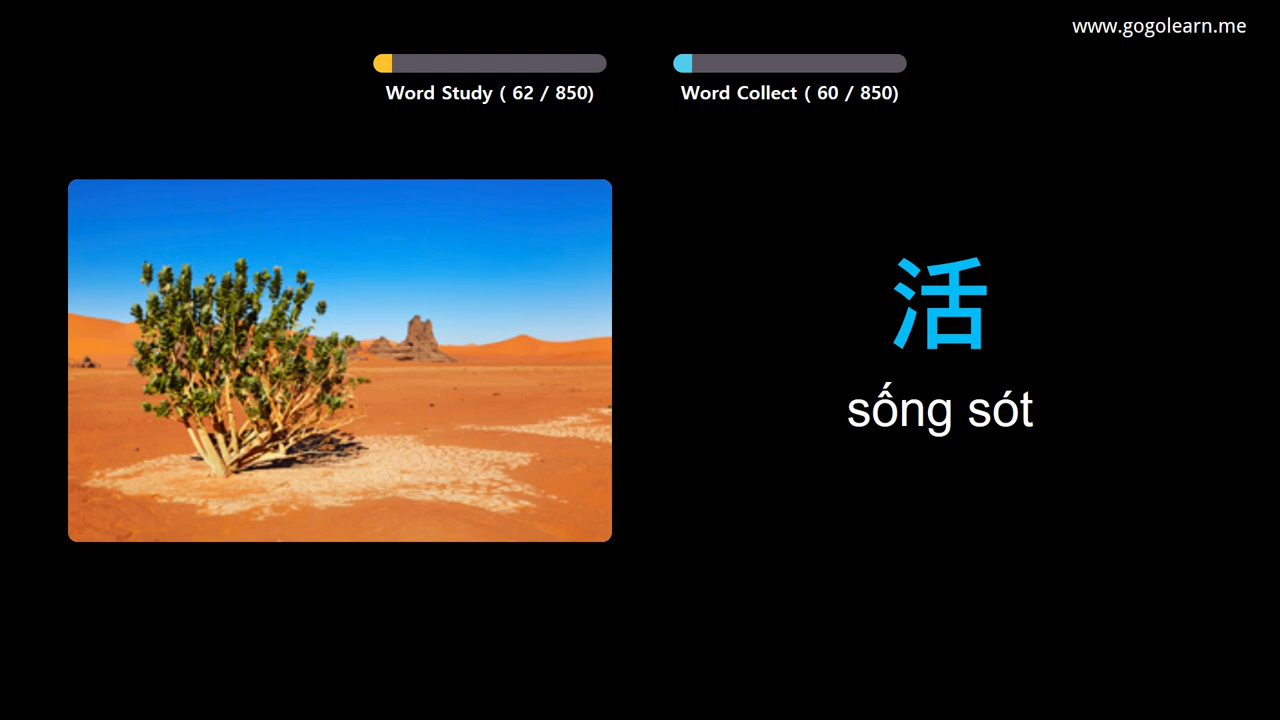 www.gogolearn.me
Word Study ( 62 / 850)
Word Collect ( 60 / 850)
活
sống sót